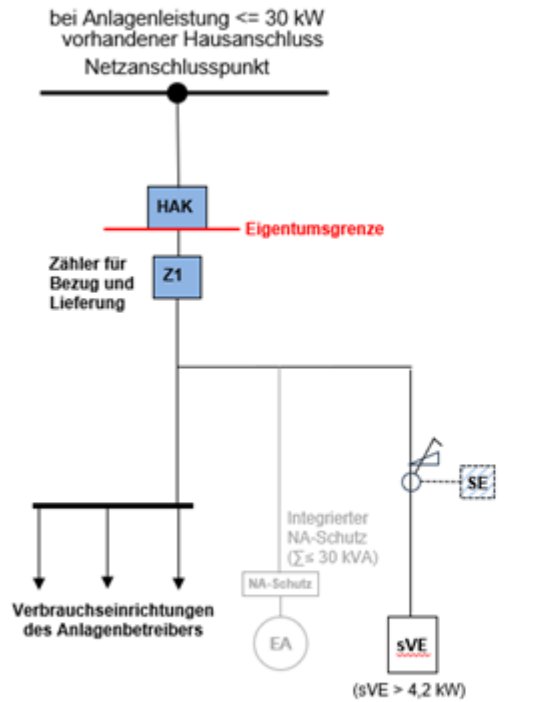 bei Anlagenleistung <= 30 kW
vorhandener Hausanschluss
Netzanschlusspunkt
HAK
Eigentumsgrenze
Zähler für
Bezug und
Lieferung
Z1
SE
Integrierter
NA-Schutz
(∑≤ 30 kVA)
NA-Schutz
Verbrauchseinrichtungen
des Anlagenbetreibers
EA
sVE
(sVE > 4,2 kW)